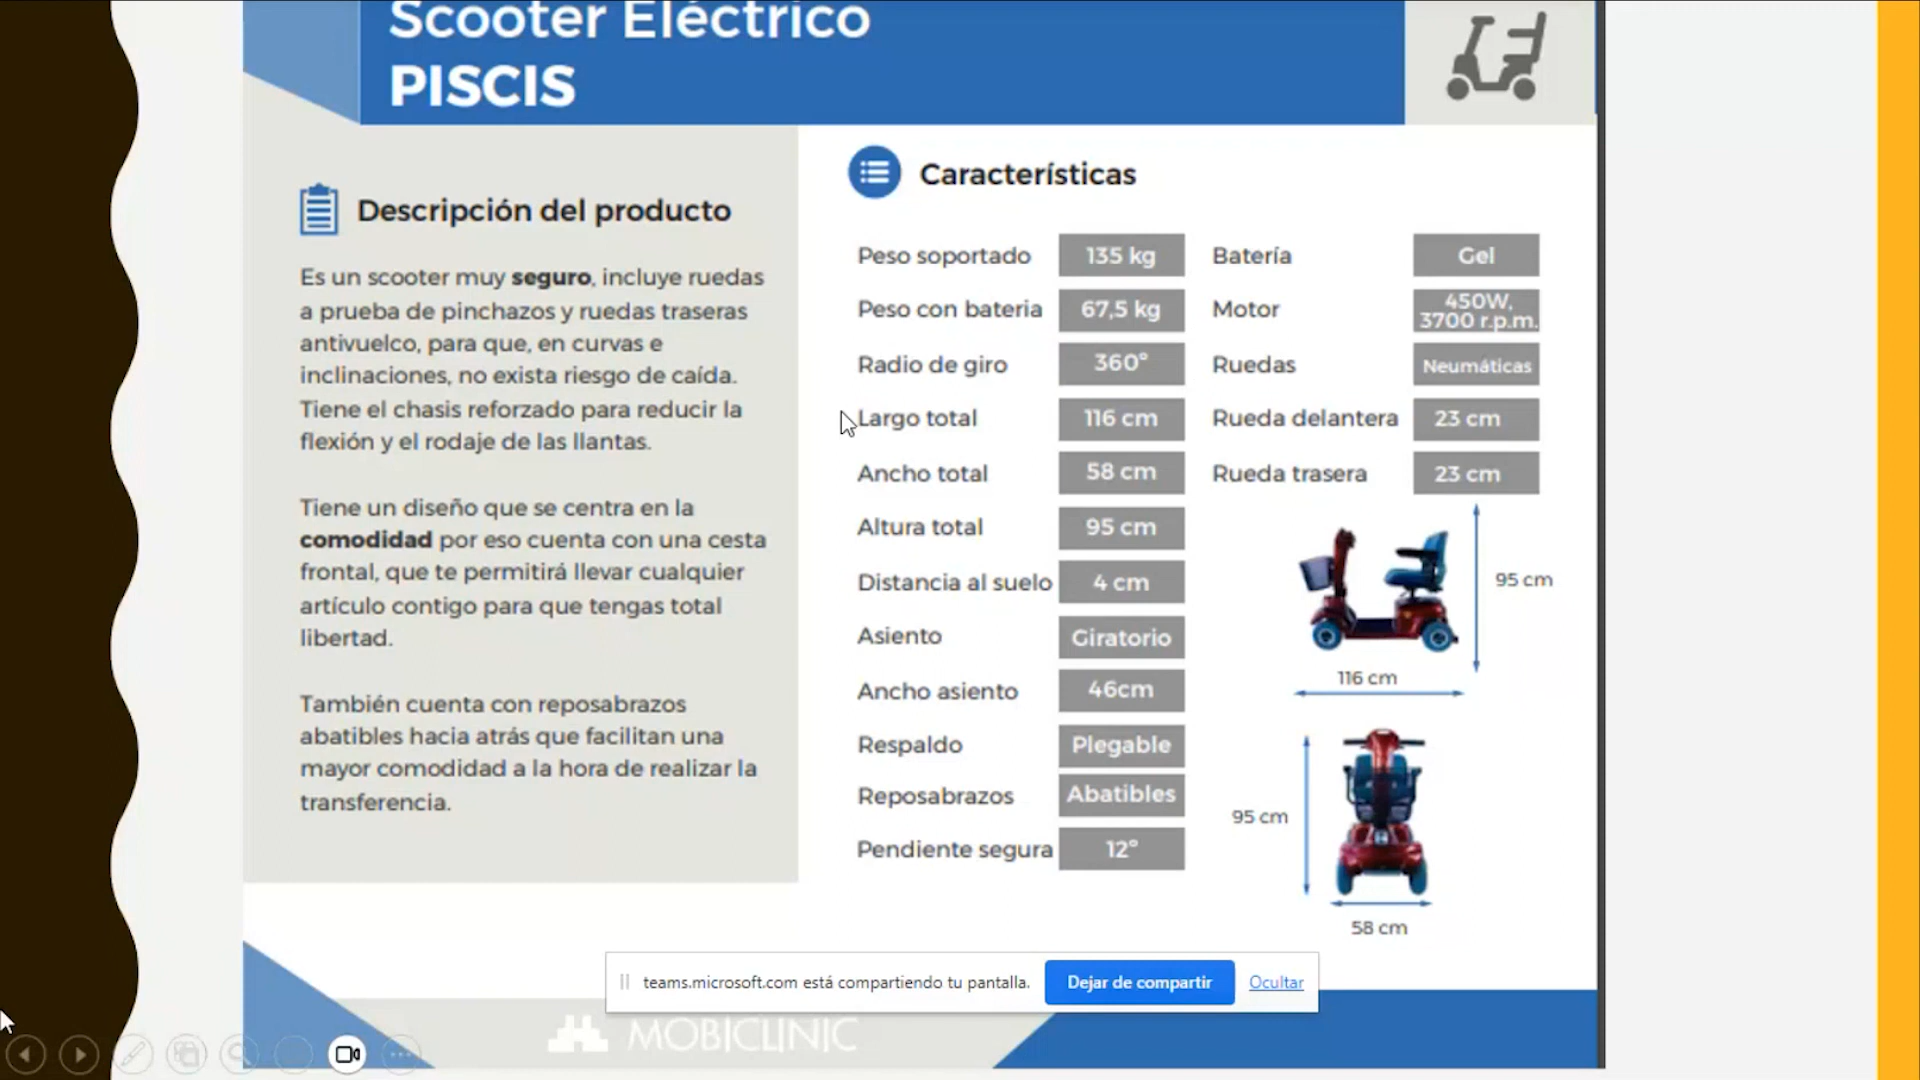 Scooter Eléctrico
PISCIS
Descripción del producto
Es un scooter muy seguro, incluye ruedas
a prueba de pinchazos y ruedas traseras
antivuelco, para que, en curvas e
inclinaciones, no exista riesgo de caída.
Tiene el chasis reforzado para reducir la
flexión y el rodaje de las llantas.
Tiene un diseño que se centra en la
comodidad por eso cuenta con una cesta
frontal, que te permitirá llevar cualquier
artículo contigo para que tengas total
libertad.
También cuenta con reposabrazos
abatibles hacia atrás que facilitan una
mayor comodidad a la hora de realizar la
transferencia.
Características
Peso soportado 135 kg
Peso con bateria 67,5 kg
Radio de giro 360º
Largo total 116 cm
Ancho total 58 cm
Altura total 95 cm
Distancia al suelo 4 cm
Asiento Giratorio
Ancho asiento 46cm
Respaldo Plegable
Reposabrazos Abatibles
Pendiente segura 12º
Batería Gel
Motor 450W,
3700 r.p.m.
Ruedas Neumáticas
Rueda delantera 23 cm
Rueda trasera 23 cm
95 cm
116 cm
95 cm
58 cm
teams.microsoft.com está compartiendo tu pantalla. Dejar de compartir Ocultar
MOBICLINIC